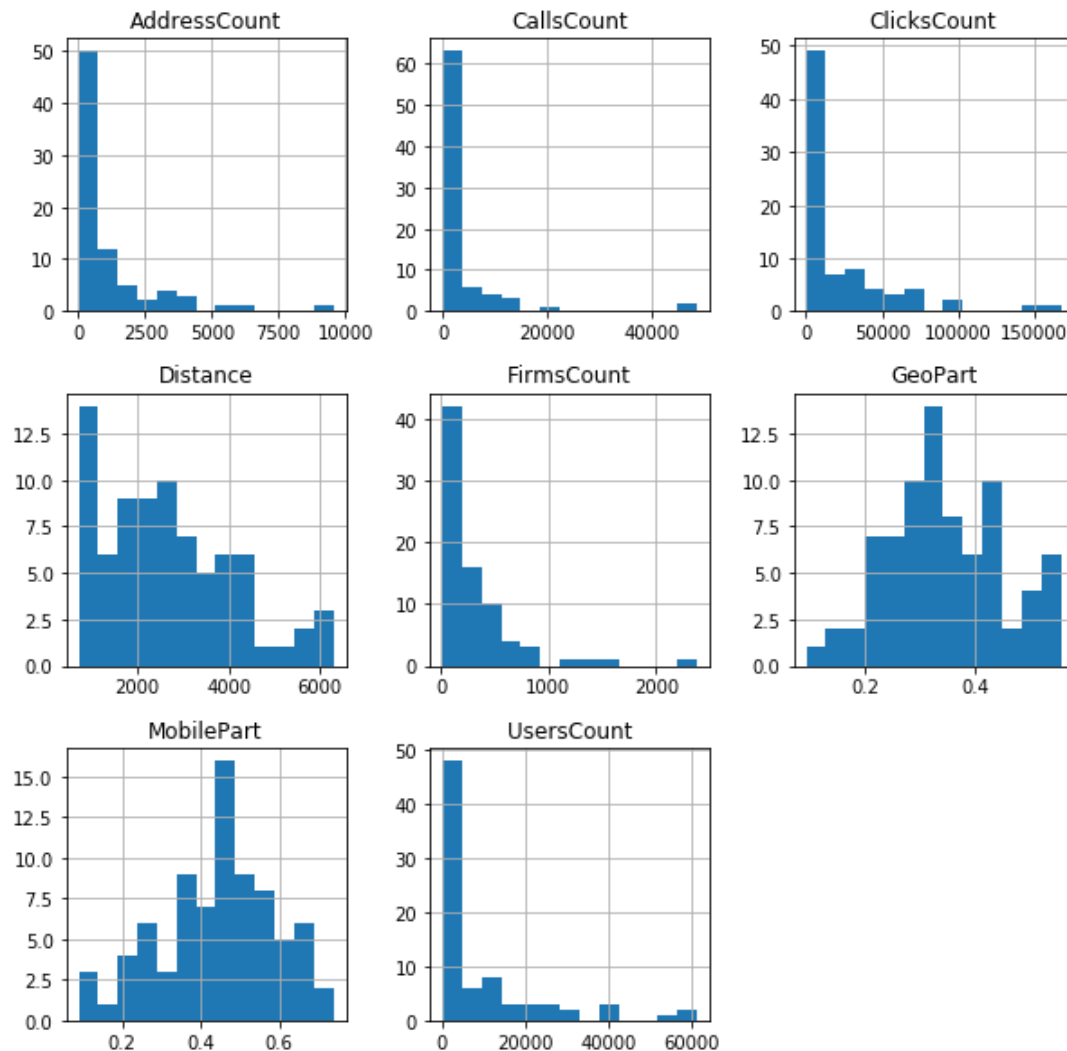 AddressCount CallsCount ClicksCount
50 60 50
40 50 40
30 40 30
20 30 20
10 20 10
0 10 0
0
0 2500 5000 7500 10000 0 20000 40000 0 50000 100000 150000
Distance FirmsCount GeoPart
12.5 40 12.5
10.0 30 10.0
7.5 20 7.5
5.0 10 5.0
2.5 0 2.5
0.0 0.0
2000 4000 6000 0 1000 2000 0.2 0.4
MobilePart UsersCount
15.0 50
12.5 40
10.0 30
7.5 20
5.0 10
2.5 0
0.0
0.2 0.4 0.6 0 20000 40000 60000